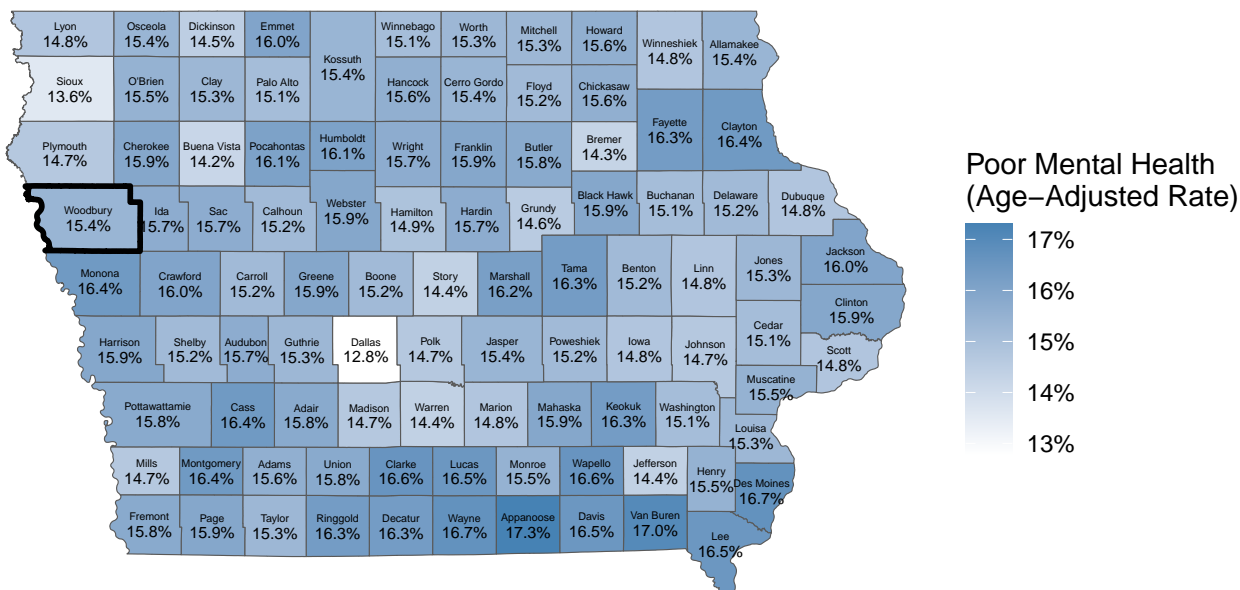 Lyon
14.8%
Osceola
15.4%
Dickinson
14.5%
Emmet
16.0%
Kossuth
15.4%
Winnebago
15.1%
Worth
15.3%
Mitchell
15.3%
Howard
15.6%
Winneshiek
14.8%
Allamakee
15.4%
Sioux
13.6%
O'Brien
15.5%
Clay
15.3%
Palo Alto
15.1%
Hancock
15.6%
Cerro Gordo
15.4%
Floyd
15.2%
Chickasaw
15.6%
Fayette
16.3%
Clayton
16.4%
Plymouth
14.7%
Cherokee
15.9%
Buena Vista
14.2%
Pocahontas
16.1%
Humboldt
16.1%
Wright
15.7%
Franklin
15.9%
Butler
15.8%
Bremer
14.3%
Woodbury
15.4%
Ida
15.7%
Sac
15.7%
Calhoun
15.2%
Webster
15.9%
Hamilton
14.9%
Hardin
15.7%
Grundy
14.6%
Black Hawk
15.9%
Buchanan
15.1%
Delaware
15.2%
Dubuque
14.8%
Monona
16.4%
Crawford
16.0%
Carroll
15.2%
Greene
15.9%
Boone
15.2%
Story
14.4%
Marshall
16.2%
Tama
16.3%
Benton
15.2%
Linn
14.8%
Jones
15.3%
Jackson
16.0%
Clinton
15.9%
Harrison
15.9%
Shelby
15.2%
Audubon
15.7%
Guthrie
15.3%
Dallas
12.8%
Polk
14.7%
Jasper
15.4%
Poweshiek
15.2%
Iowa
14.8%
Johnson
14.7%
Cedar
15.1%
Scott
14.8%
Muscatine
15.5%
Pottawattamie
15.8%
Cass
16.4%
Adair
15.8%
Madison
14.7%
Warren
14.4%
Marion
14.8%
Mahaska
15.9%
Keokuk
16.3%
Washington
15.1%
Louisa
15.3%
Mills
14.7%
Montgomery
16.4%
Adams
15.6%
Union
15.8%
Clarke
16.6%
Lucas
16.5%
Monroe
15.5%
Wapello
16.6%
Jefferson
14.4%
Henry
15.5%
Des Moines
16.7%
Fremont
15.8%
Page
15.9%
Taylor
15.3%
Ringgold
16.3%
Decatur
16.3%
Wayne
16.7%
Appanoose
17.3%
Davis
16.5%
Van Buren
17.0%
Lee
16.5%
Poor Mental Health
(Age−Adjusted Rate)
17%
16%
15%
14%
13%